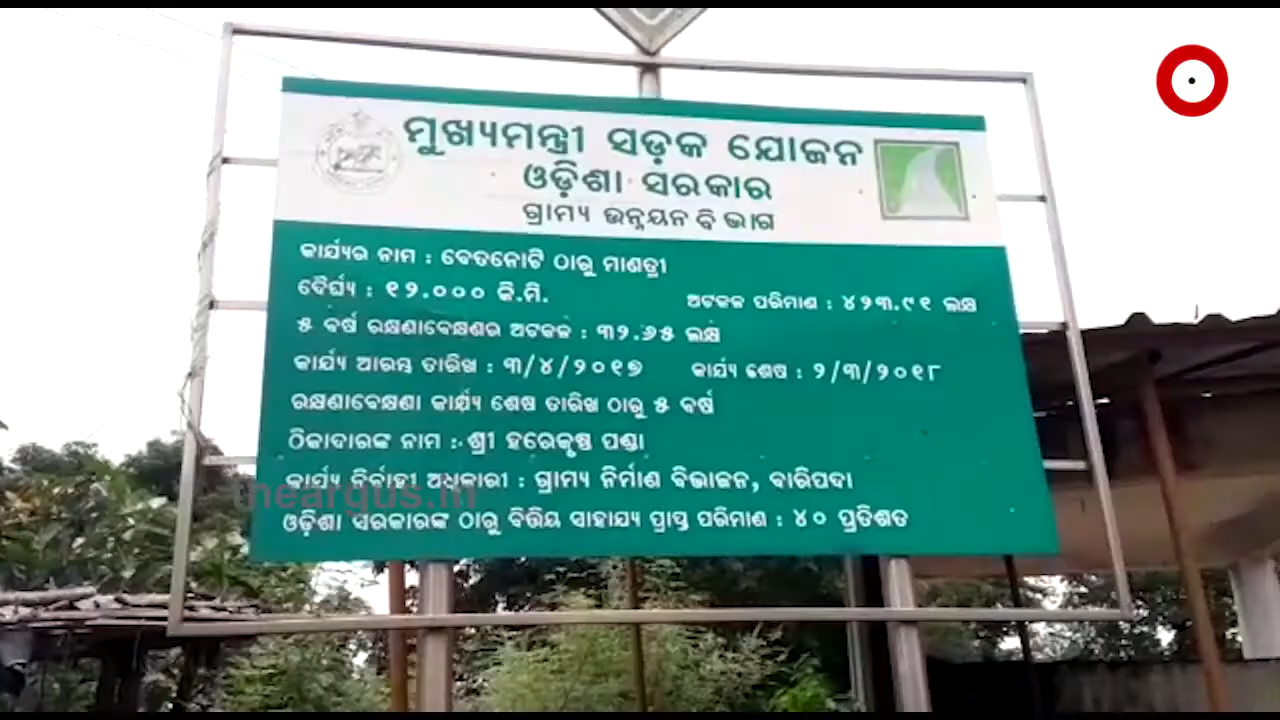 ମୁଖ୍ୟମନ୍ତ୍ରୀ ସଡ଼କ ଯୋଜନା
ଓଡ଼ିଶା ସରକାର
ଗ୍ରାମ୍ୟ ଉନ୍ନୟନ ବିଭାଗ
କାର୍ଯ୍ୟର ନାମ : ବେତନୋଟି ଠାରୁ ମାଣତ୍ରୀ
ଦୈର୍ଘ୍ୟ : ୧୨.୦୦୦ କି.ମି. ଅଟକଳ ପରିମାଣ : ୪୨୩.୯୧ ଲକ୍ଷ
୫ ବର୍ଷ ରକ୍ଷଣାବେକ୍ଷଣର ଅଟକଳ : ୩୨.୬୫ ଲକ୍ଷ
କାର୍ଯ୍ୟ ଆରମ୍ଭ ତାରିଖ : ୩/୪/୨୦୧୭ କାର୍ଯ୍ୟ ଶେଷ : ୨/୩/୨୦୧୮
ରକ୍ଷଣାବେକ୍ଷଣା କାର୍ଯ୍ୟ ଶେଷ ତାରିଖ ଠାରୁ ୫ ବର୍ଷ
ଠିକାଦାରଙ୍କ ନାମ : ଶ୍ରୀ ହରେକୃଷ୍ଣ ପଣ୍ଡା
କାର୍ଯ୍ୟ ନିର୍ବାହୀ ଅଧିକାରୀ : ଗ୍ରାମ୍ୟ ନିର୍ମାଣ ବିଭାଜନ, ବାରିପଦା
theargus.in
ଓଡ଼ିଶା ସରକାରଙ୍କ ଠାରୁ ବିତ୍ତିୟ ସାହାଯ୍ୟ ପ୍ରାପ୍ତ ପରିମାଣ : ୪୦ ପ୍ରତିଶତ